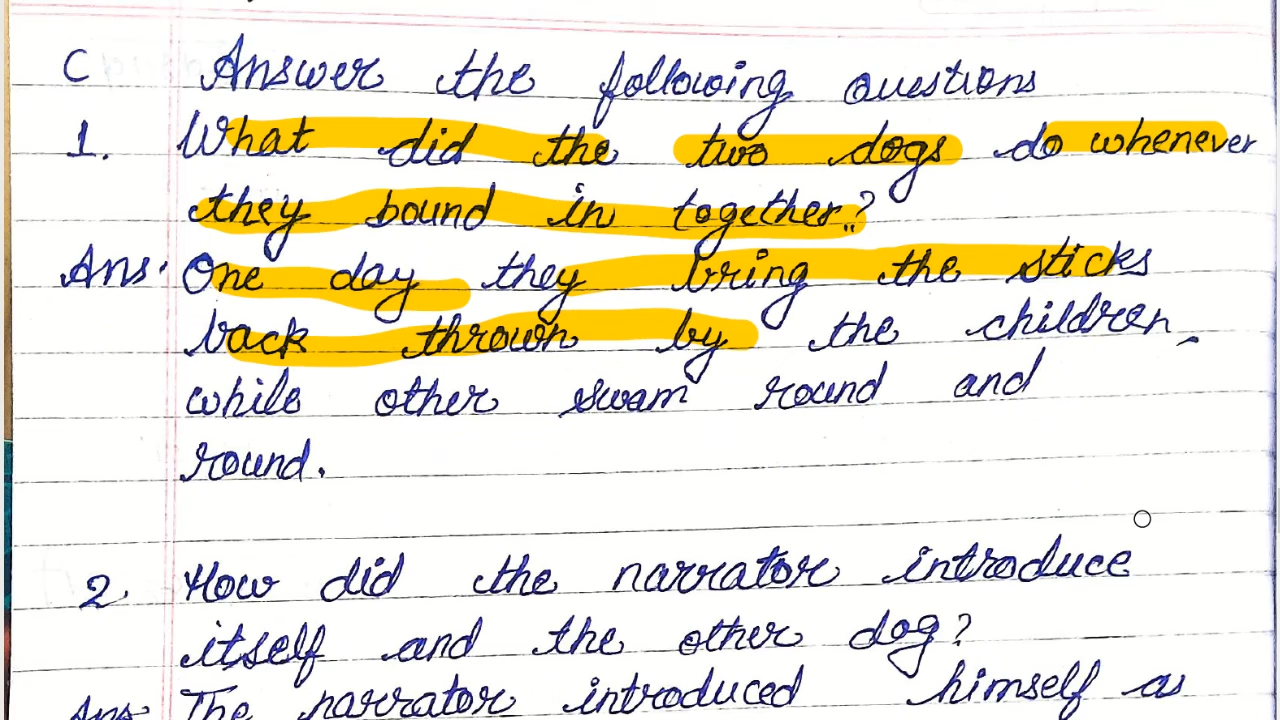 C Answer the following questions
1. What did the two dogs do whenever
they bound in together?
Ans. One day they bring the sticks
back thrown by the children
while other swam round and
round.
2. How did the narrator introduce
itself and the other dog?
Ans The narrator introduced himself as